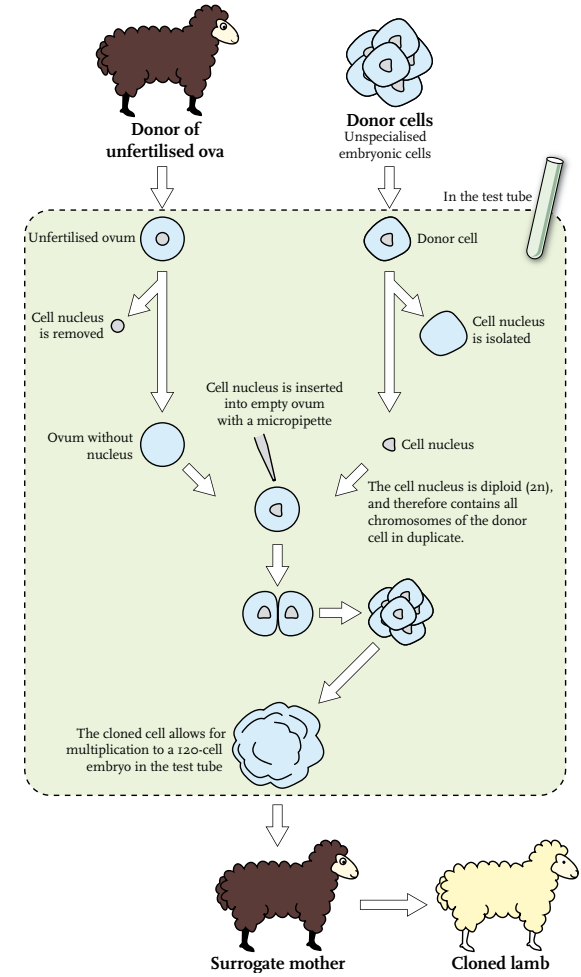 Donor of
unfertilised ova
Donor cells
Unspecialised
embryonic cells
In the test tube
Unfertilised ovum
Donor cell
Cell nucleus
is removed
Cell nucleus
is isolated
Cell nucleus is inserted
into empty ovum
with a micropipette
Ovum without
nucleus
Cell nucleus
The cell nucleus is diploid (2n),
and therefore contains all
chromosomes of the donor
cell in duplicate.
The cloned cell allows for
multiplication to a 120-cell
embryo in the test tube
Surrogate mother
Cloned lamb